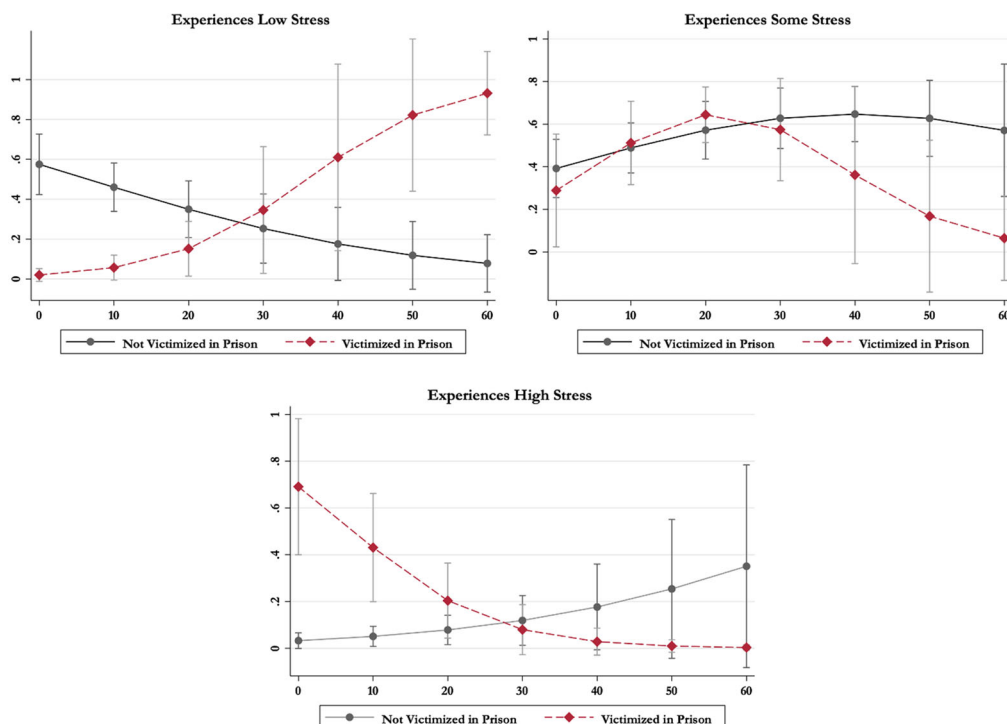 Experiences Low Stress
1
.8
.6
.4
.2
0
0 10 20 30 40 50 60
Not Victimized in Prison Victimized in Prison
Experiences Some Stress
1
.8
.6
.4
.2
0
0 10 20 30 40 50 60
Not Victimized in Prison Victimized in Prison
Experiences High Stress
1
.8
.6
.4
.2
0
0 10 20 30 40 50 60
Not Victimized in Prison Victimized in Prison